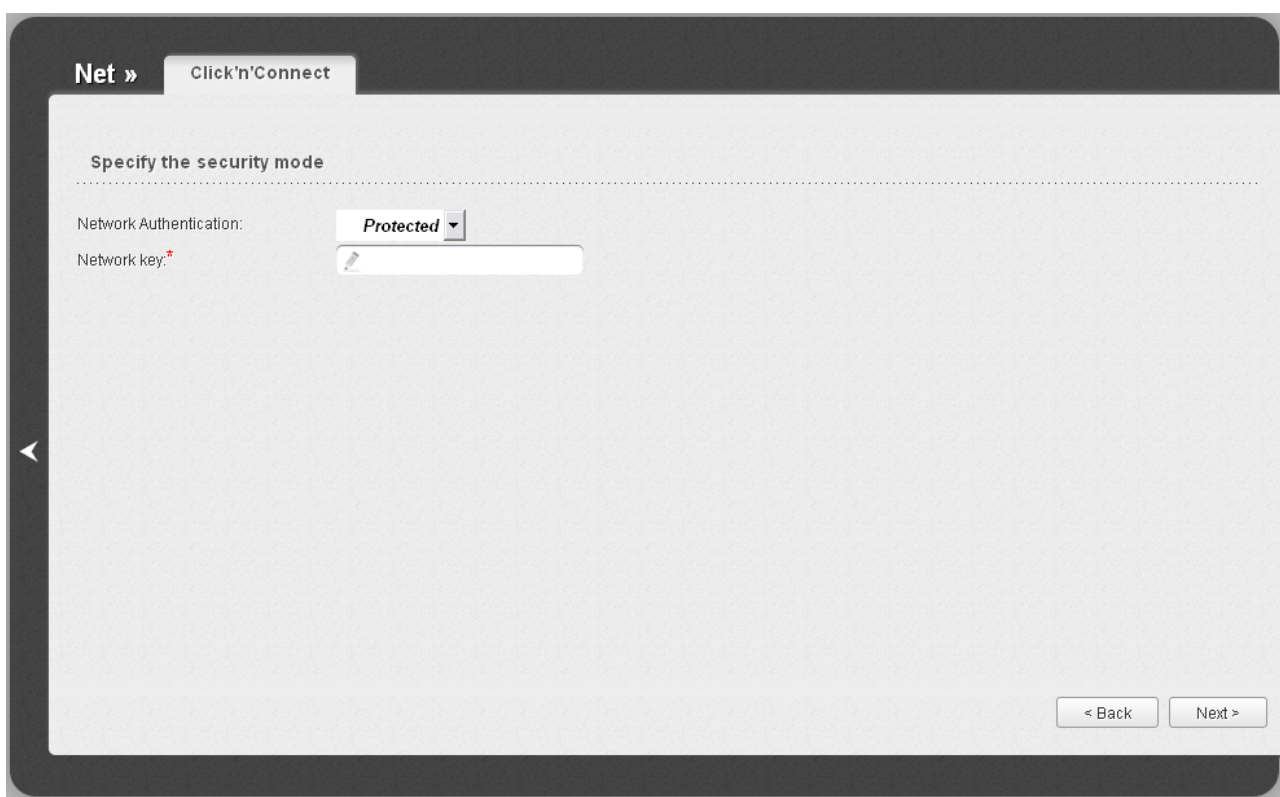 Net » Click'n'Connect
Specify the security mode
Network Authentication: Protected
Network key:*
< Back Next >